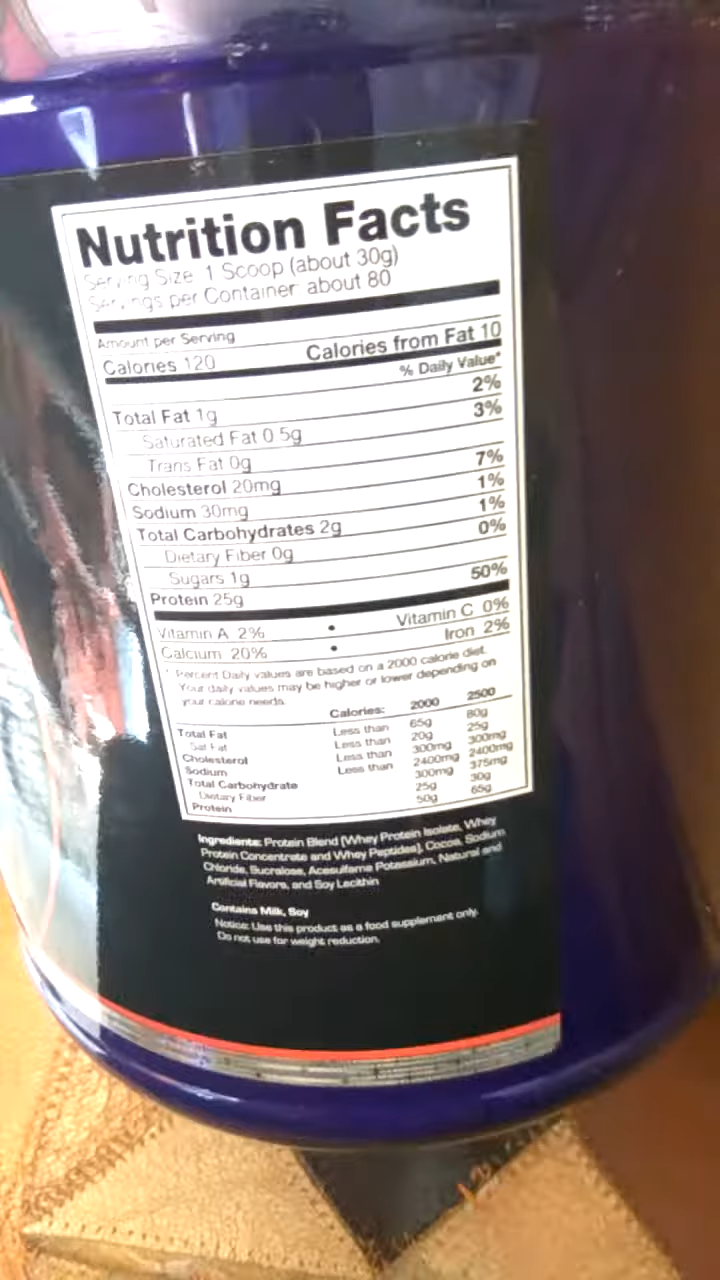 Nutrition Facts
Serving Size: 1 Scoop (about 30g)
Servings per Container: about 80
Amount per Serving
Calories 120 Calories from Fat 10
% Daily Value*
Total Fat 1g 2%
Saturated Fat 0.5g 3%
Trans Fat 0g
Cholesterol 20mg 7%
Sodium 30mg 1%
Total Carbohydrates 2g 1%
Dietary Fiber 0g 0%
Sugars 1g
Protein 25g 50%
Vitamin A 2% • Vitamin C 0%
Calcium 20% • Iron 2%
* Percent Daily values are based on a 2000 calorie diet.
Your daily values may be higher or lower depending on
your calorie needs.
Calories: 2000 2500
Total Fat Less than 65g 80g
Sat Fat Less than 20g 25g
Cholesterol Less than 300mg 300mg
Sodium Less than 2400mg 2400mg
Total Carbohydrate 300mg 375mg
Dietary Fiber 25g 30g
Protein 50g 65g
Ingredients: Protein Blend [Whey Protein Isolate, Whey
Protein Concentrate and Whey Peptides], Cocoa, Sodium
Chloride, Sucralose, Acesulfame Potassium, Natural and
Artificial Flavors, and Soy Lecithin
Contains Milk, Soy
Notice: Use this product as a food supplement only.
Do not use for weight reduction.